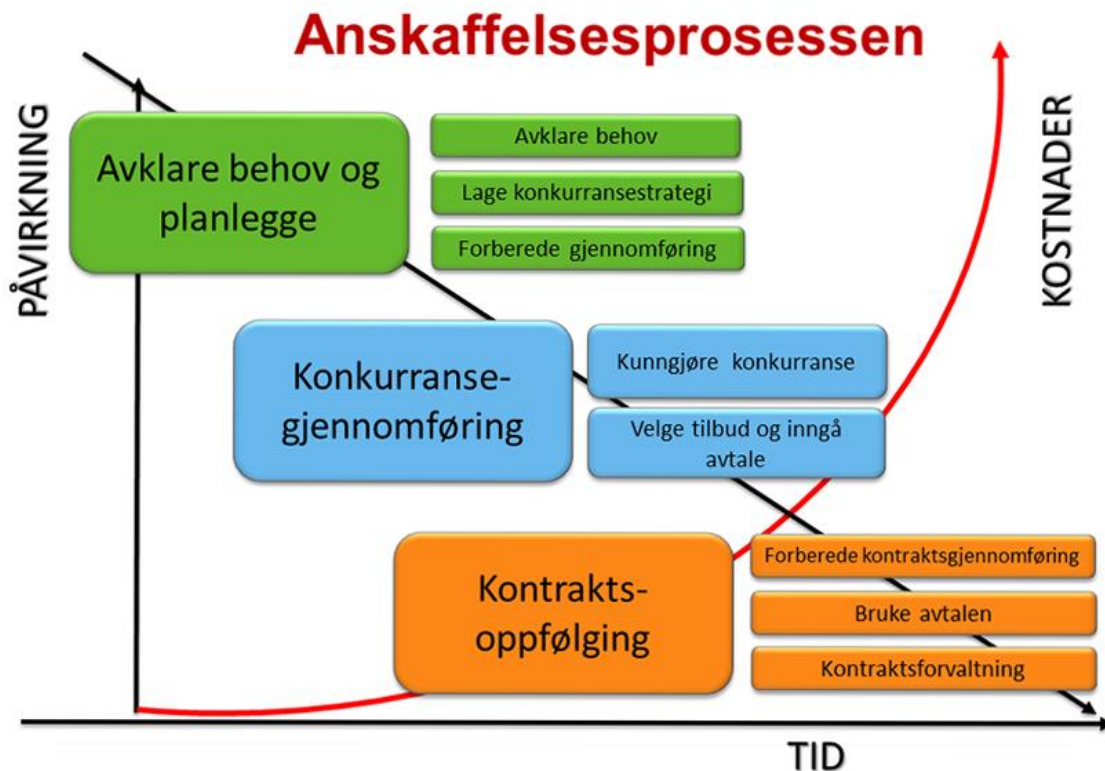 Anskaffelsesprosessen
PÅVIRKNING
KOSTNADER
Avklare behov og
planlegge
Avklare behov
Lage konkurransestrategi
Forberede gjennomføring
Konkurranse-
gjennomføring
Kunngjøre konkurranse
Velge tilbud og inngå
avtale
Kontrakts-
oppfølging
Forberede kontraktsgjennomføring
Bruke avtalen
Kontraktsforvaltning
TID